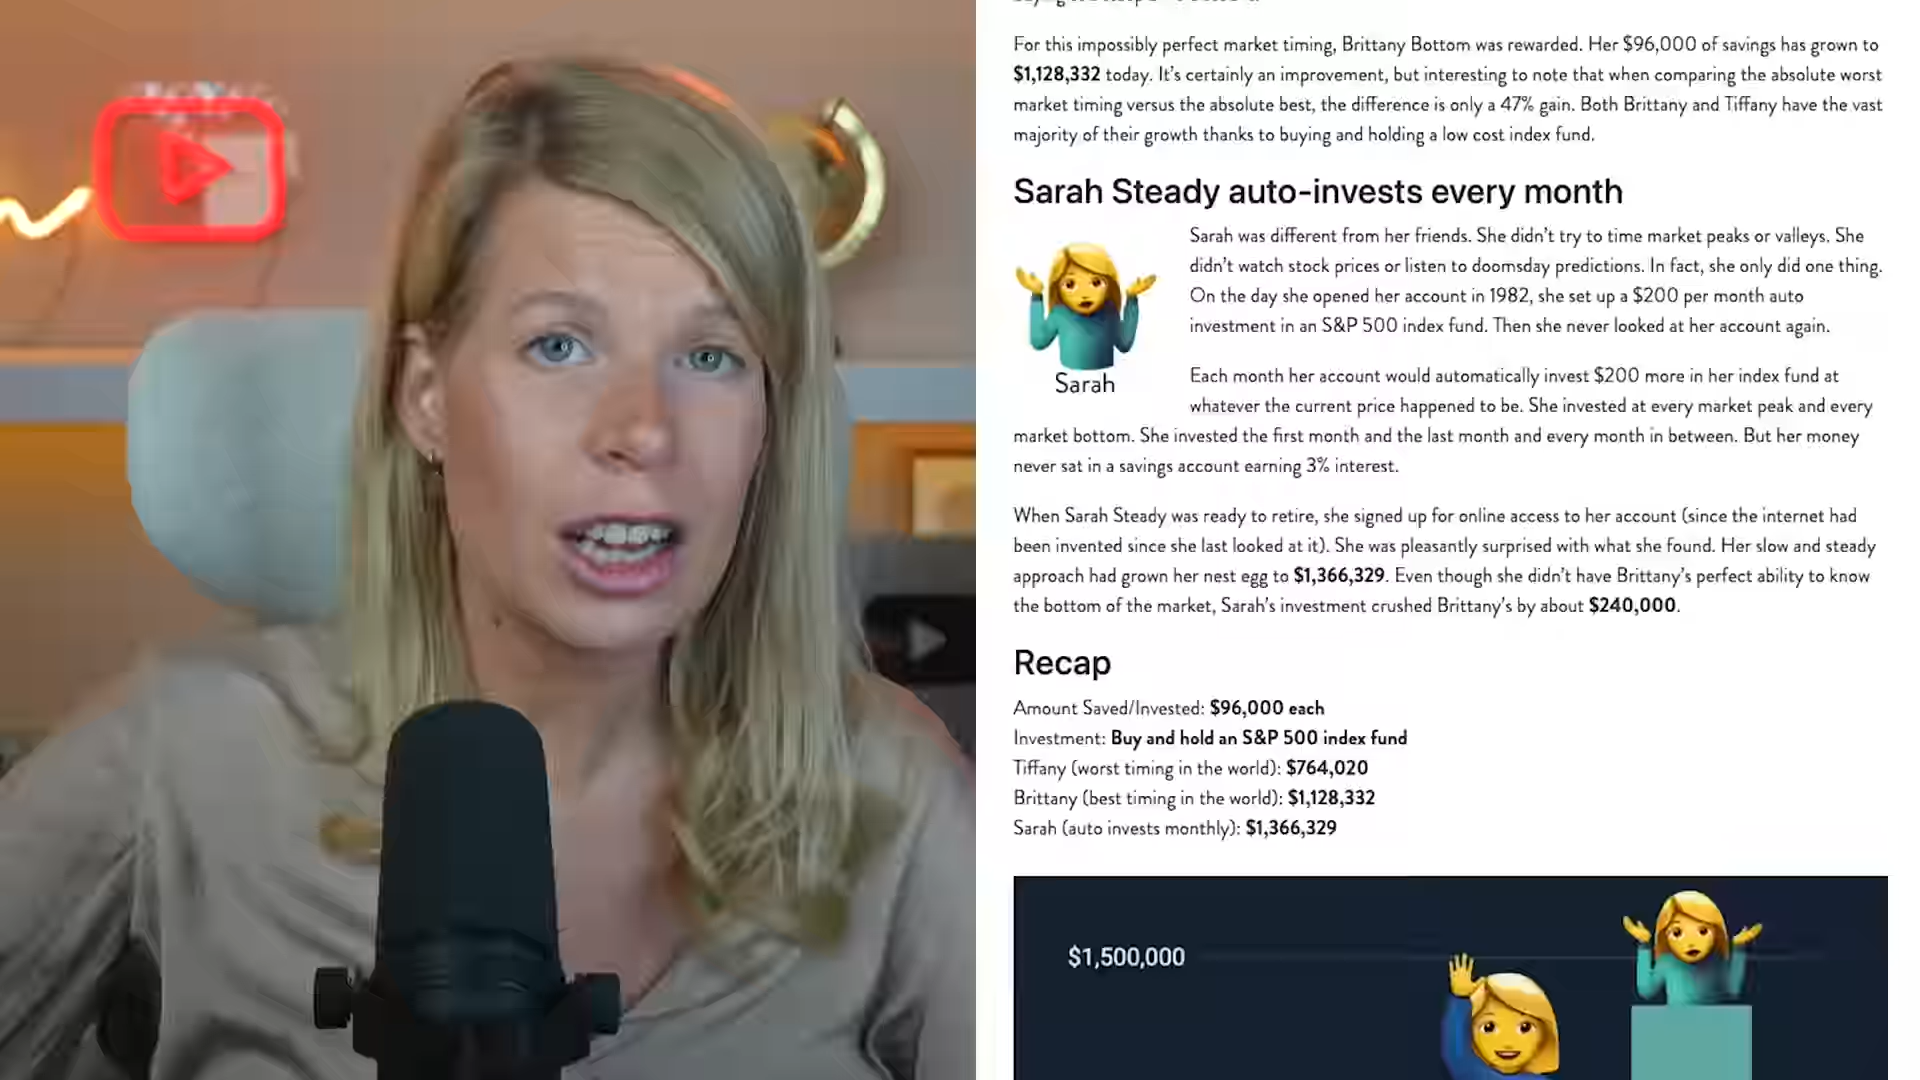 For this impossibly perfect market timing, Brittany Bottom was rewarded. Her $96,000 of savings has grown to
$1,128,332 today. It's certainly an improvement, but interesting to note that when comparing the absolute worst
market timing versus the absolute best, the difference is only a 47% gain. Both Brittany and Tiffany have the vast
majority of their growth thanks to buying and holding a low cost index fund.
Sarah Steady auto-invests every month
Sarah was different from her friends. She didn't try to time market peaks or valleys. She
didn't watch stock prices or listen to doomsday predictions. In fact, she only did one thing.
On the day she opened her account in 1982, she set up a $200 per month auto
investment in an S&P 500 index fund. Then she never looked at her account again.
Sarah
Each month her account would automatically invest $200 more in her index fund at
whatever the current price happened to be. She invested at every market peak and every
market bottom. She invested the first month and the last month and every month in between. But her money
never sat in a savings account earning 3% interest.
When Sarah Steady was ready to retire, she signed up for online access to her account (since the internet had
been invented since she last looked at it). She was pleasantly surprised with what she found. Her slow and steady
approach had grown her nest egg to $1,366,329. Even though she didn't have Brittany's perfect ability to know
the bottom of the market, Sarah's investment crushed Brittany's by about $240,000.
Recap
Amount Saved/Invested: $96,000 each
Investment: Buy and hold an S&P 500 index fund
Tiffany (worst timing in the world): $764,020
Brittany (best timing in the world): $1,128,332
Sarah (auto invests monthly): $1,366,329
$1,500,000